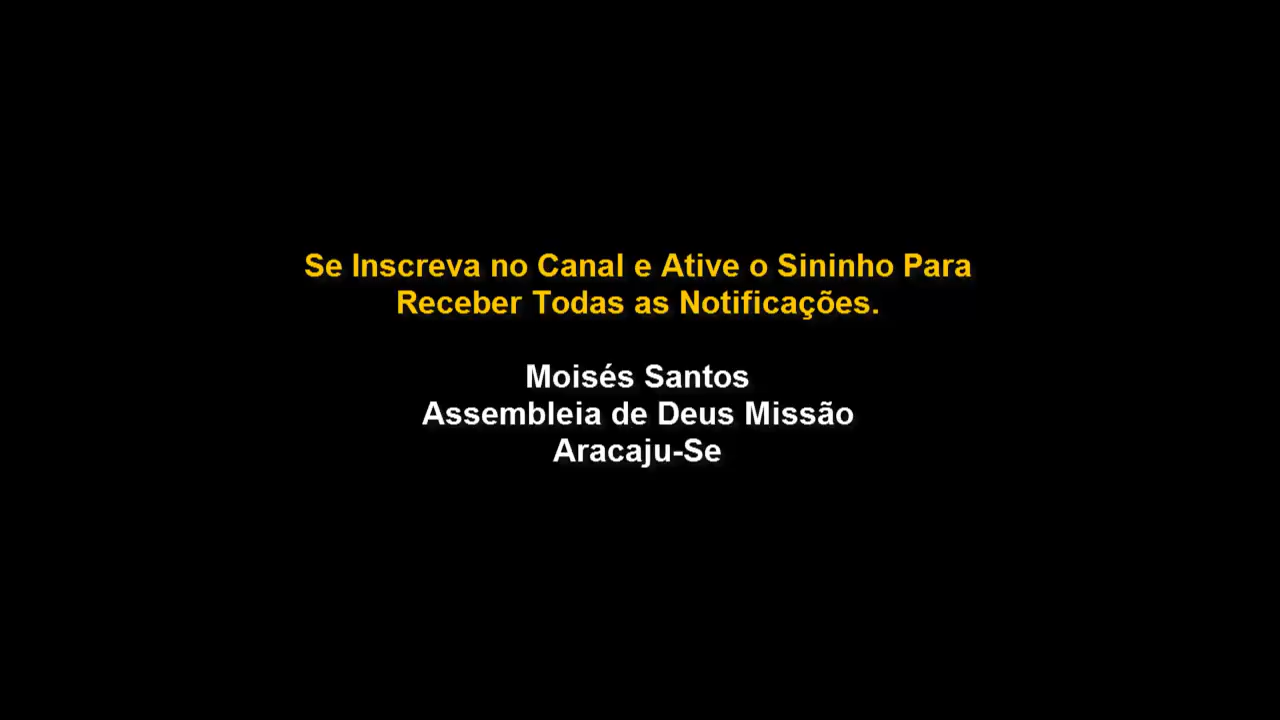 Se Inscreva no Canal e Ative o Sininho Para
Receber Todas as Notificações.
Moisés Santos
Assembleia de Deus Missão
Aracaju-Se